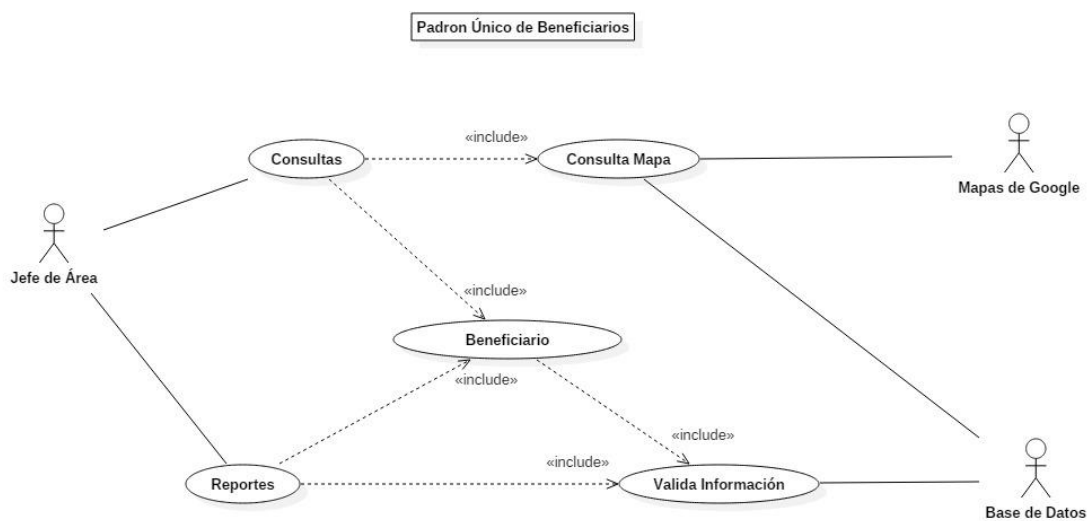 Padron Único de Beneficiarios
«include»
Consultas
Consulta Mapa
Mapas de Google
Jefe de Área
«include»
Beneficiario
«include»
«include»
«include»
Reportes
Valida Información
Base de Datos